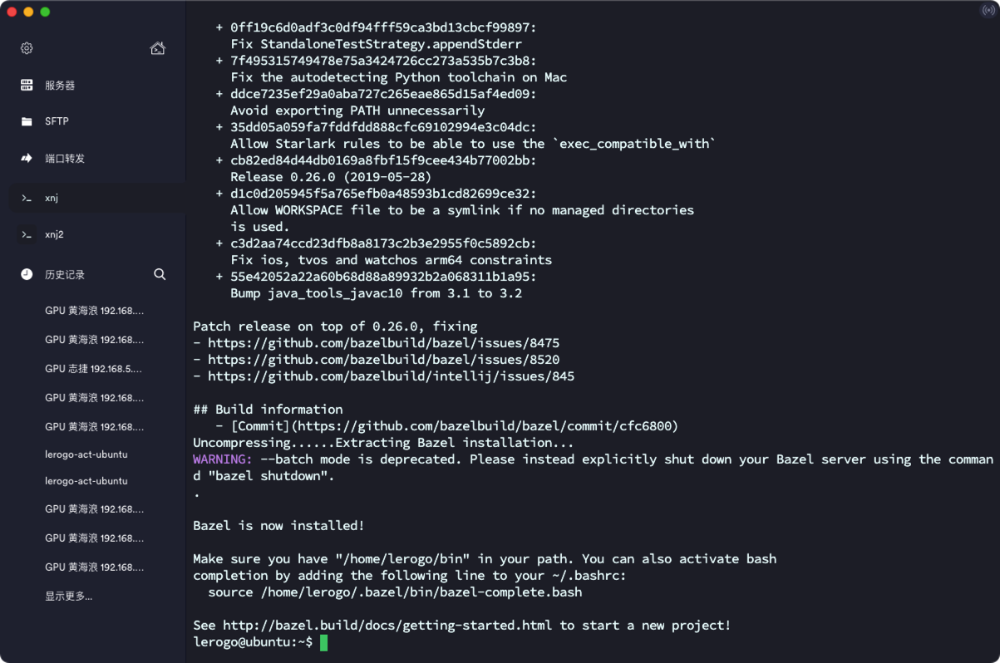 服务器
SFTP
端口转发
xnj
xnj2
历史记录
GPU 黄海浪 192.168....
GPU 黄海浪 192.168....
GPU 志捷 192.168.5....
GPU 黄海浪 192.168....
GPU 黄海浪 192.168....
lerogo-act-ubuntu
lerogo-act-ubuntu
GPU 黄海浪 192.168....
GPU 黄海浪 192.168....
GPU 黄海浪 192.168....
显示更多...
+ 0ff19c6d0adf3c0df94fff59ca3bd13cbcf99897:
Fix StandaloneTestStrategy.appendStderr
+ 7f495315749478e75a3424726cc273a535b7c3b8:
Fix the autodetecting Python toolchain on Mac
+ ddce7235ef29a0aba727c265eae865d15af4ed09:
Avoid exporting PATH unnecessarily
+ 35dd05a059fa7fddfdd888cfc69102994e3c04dc:
Allow Starlark rules to be able to use the `exec_compatible_with`
+ cb82ed84d44db0169a8fbf15f9cee434b77002bb:
Release 0.26.0 (2019-05-28)
+ d1c0d205945f5a765efb0a48593b1cd82699ce32:
Allow WORKSPACE file to be a symlink if no managed directories
is used.
+ c3d2aa74ccd23dfb8a8173c2b3e2955f0c5892cb:
Fix ios, tvos and watchos arm64 constraints
+ 55e42052a22a60b68d88a89932b2a068311b1a95:
Bump java_tools_javac10 from 3.1 to 3.2
Patch release on top of 0.26.0, fixing
- https://github.com/bazelbuild/bazel/issues/8475
- https://github.com/bazelbuild/bazel/issues/8520
- https://github.com/bazelbuild/intellij/issues/845
## Build information
- [Commit](https://github.com/bazelbuild/bazel/commit/cfc6800)
Uncompressing......Extracting Bazel installation...
WARNING: --batch mode is deprecated. Please instead explicitly shut down your Bazel server using the comman
d "bazel shutdown".
.
Bazel is now installed!
Make sure you have "/home/lerogo/bin" in your path. You can also activate bash
completion by adding the following line to your ~/.bashrc:
source /home/lerogo/.bazel/bin/bazel-complete.bash
See http://bazel.build/docs/getting-started.html to start a new project!
lerogo@ubuntu:~$